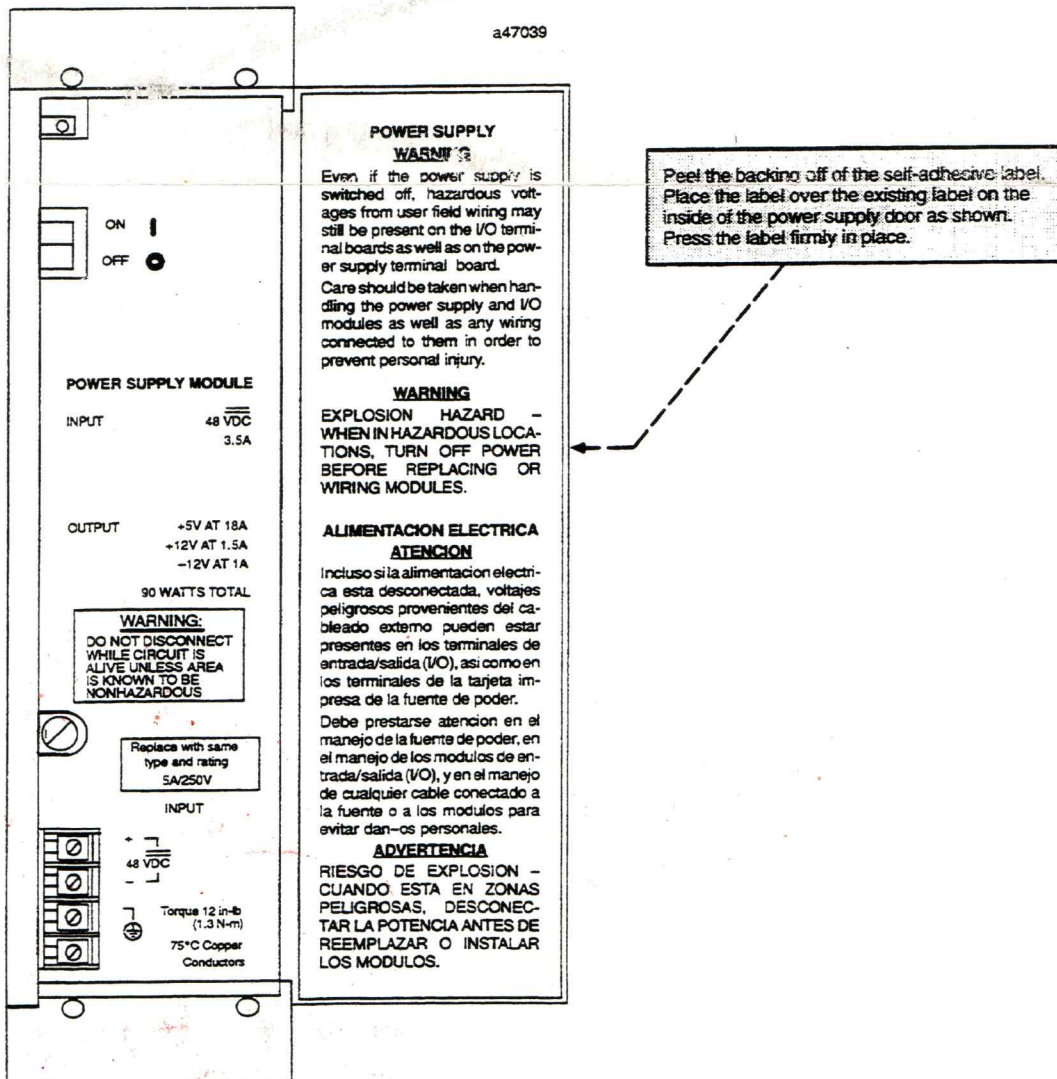 a47039
ON
OFF
POWER SUPPLY MODULE
INPUT 48 VDC
3.5A
OUTPUT +5V AT 18A
+12V AT 1.5A
−12V AT 1A
90 WATTS TOTAL
WARNING:
DO NOT DISCONNECT
WHILE CIRCUIT IS
ALIVE UNLESS AREA
IS KNOWN TO BE
NONHAZARDOUS
Replace with same
type and rating
5A/250V
INPUT
+
48 VDC
−
Torque 12 in-lb
(1.3 N-m)
75°C Copper
Conductors
POWER SUPPLY
WARNING
Even if the power supply is
switched off, hazardous volt-
ages from user field wiring may
still be present on the I/O termi-
nal boards as well as on the pow-
er supply terminal board.
Care should be taken when han-
dling the power supply and I/O
modules as well as any wiring
connected to them in order to
prevent personal injury.
WARNING
EXPLOSION HAZARD –
WHEN IN HAZARDOUS LOCA-
TIONS, TURN OFF POWER
BEFORE REPLACING OR
WIRING MODULES.
ALIMENTACION ELECTRICA
ATENCION
Incluso si la alimentacion electri-
ca esta desconectada, voltajes
peligrosos provenientes del ca-
bleado externo pueden estar
presentes en los terminales de
entrada/salida (I/O), asi como en
los terminales de la tarjeta im-
presa de la fuente de poder.
Debe prestarse atencion en el
manejo de la fuente de poder, en
el manejo de los modulos de en-
trada/salida (I/O), y en el manejo
de cualquier cable conectado a
la fuente o a los modulos para
evitar dan–os personales.
ADVERTENCIA
RIESGO DE EXPLOSION –
CUANDO ESTA EN ZONAS
PELIGROSAS, DESCONEC-
TAR LA POTENCIA ANTES DE
REEMPLAZAR O INSTALAR
LOS MODULOS.
Peel the backing off of the self-adhesive label.
Place the label over the existing label on the
inside of the power supply door as shown.
Press the label firmly in place.